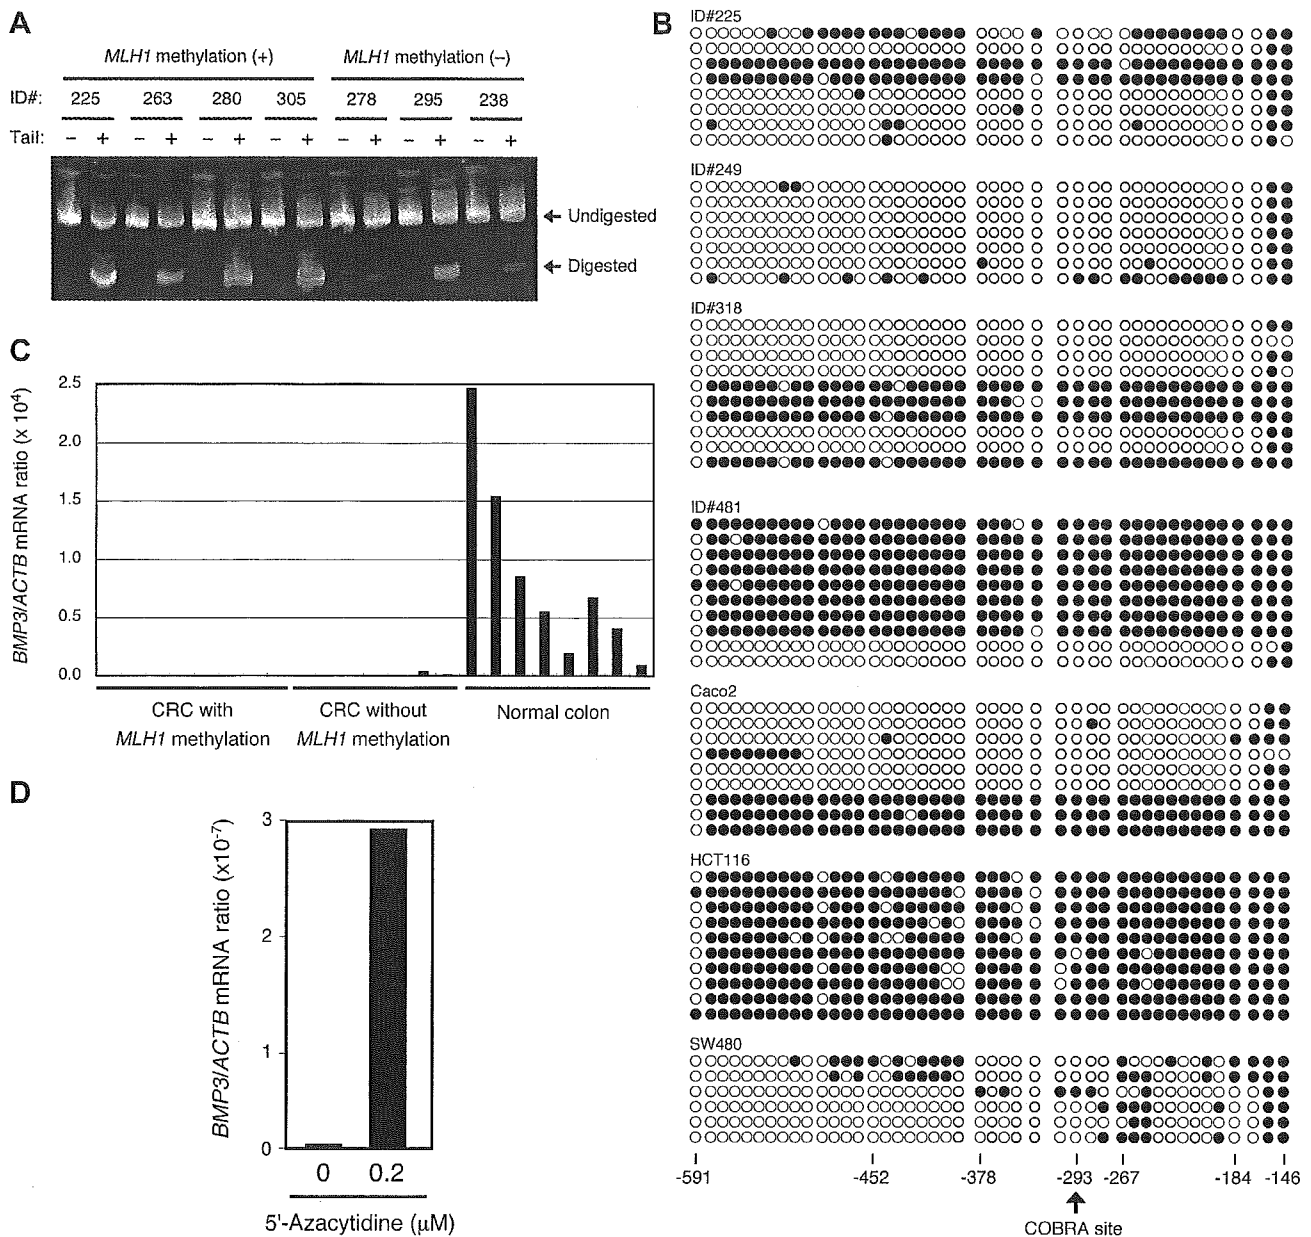 A
MLH1 methylation (+)
MLH1 methylation (–)
ID#: 225 263 280 305 278 295 238
Tail: – + – + – + – + – + – + – +
Undigested
Digested
B
ID#225
ID#249
ID#318
ID#481
Caco2
HCT116
SW480
-591 -452 -378 -293 -267 -184 -146
COBRA site
C
BMP3/ACTB mRNA ratio (x 10⁴)
2.5
2.0
1.5
1.0
0.5
0.0
CRC with
MLH1 methylation
CRC without
MLH1 methylation
Normal colon
D
BMP3/ACTB mRNA ratio (x10⁻⁷)
3
2
1
0
0 0.2
5'-Azacytidine (μM)